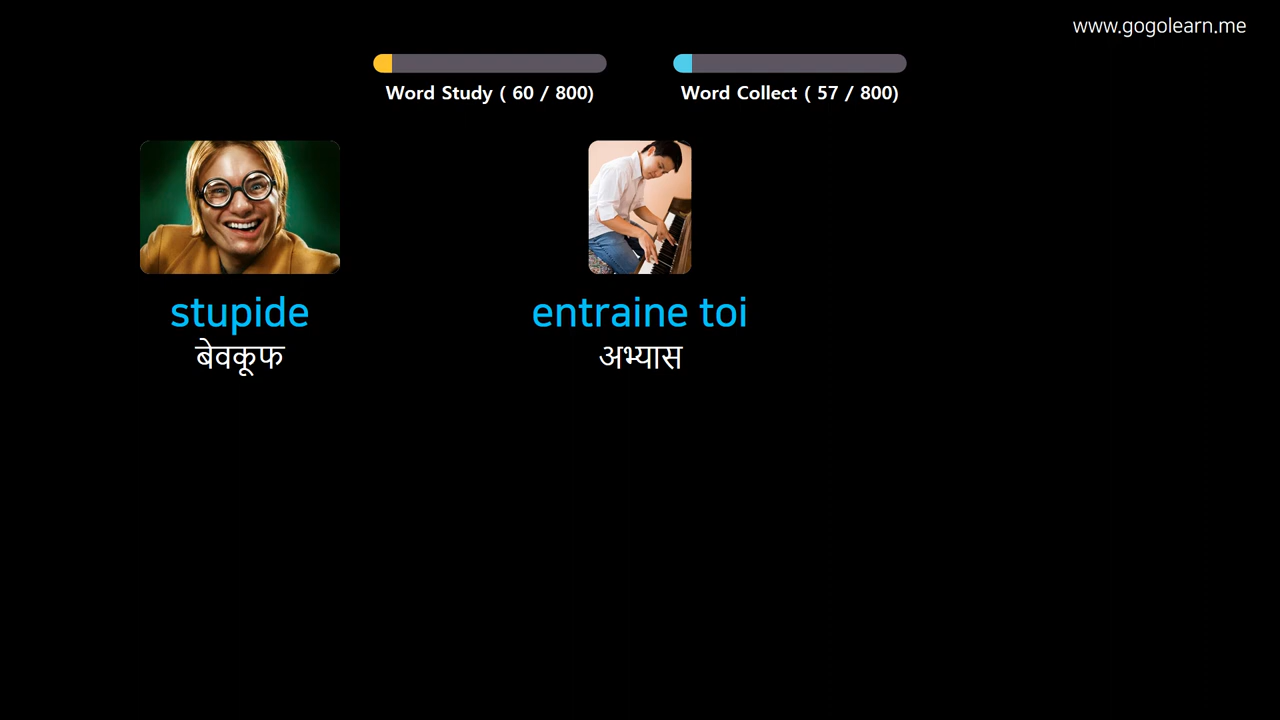 www.gogolearn.me
Word Study ( 60 / 800)
Word Collect ( 57 / 800)
stupide
बेवकूफ
entraine toi
अभ्यास